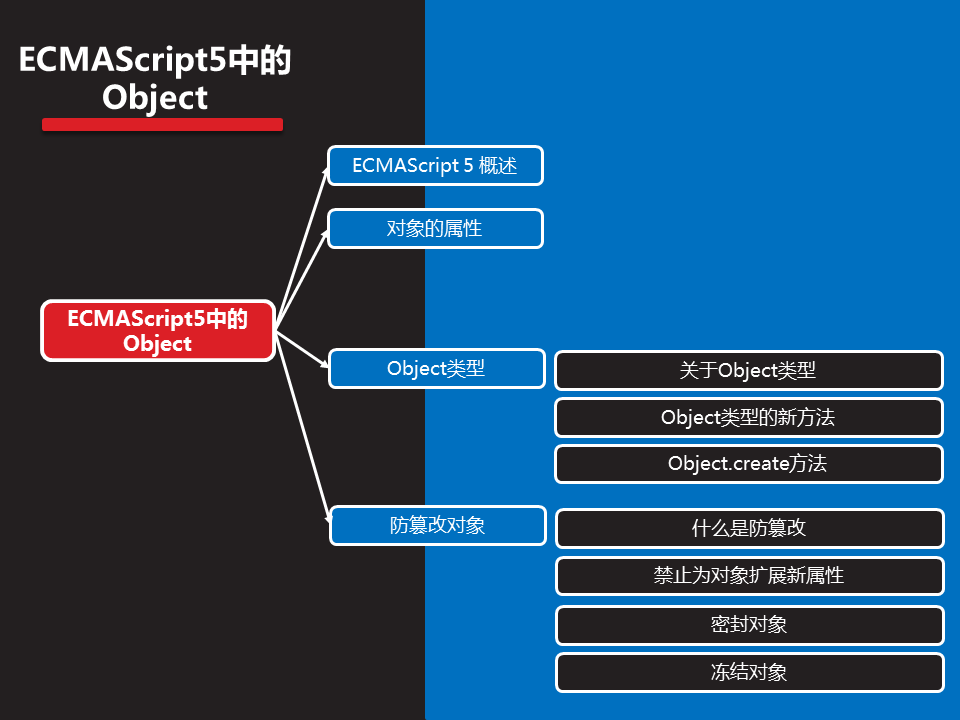 ECMAScript5中的
Object
ECMAScript 5 概述
对象的属性
ECMAScript5中的
Object
Object类型
关于Object类型
Object类型的新方法
Object.create方法
防篡改对象
什么是防篡改
禁止为对象扩展新属性
密封对象
冻结对象